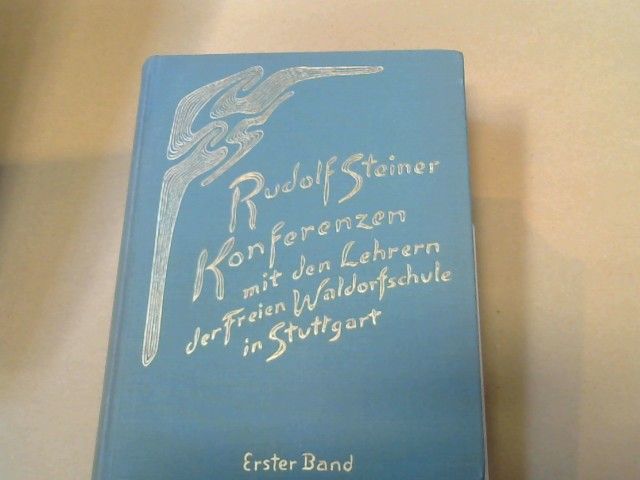 Rudolf Steiner
Konferenzen
mit den Lehrern
der Freien Waldorfschule
in Stuttgart
Erster Band